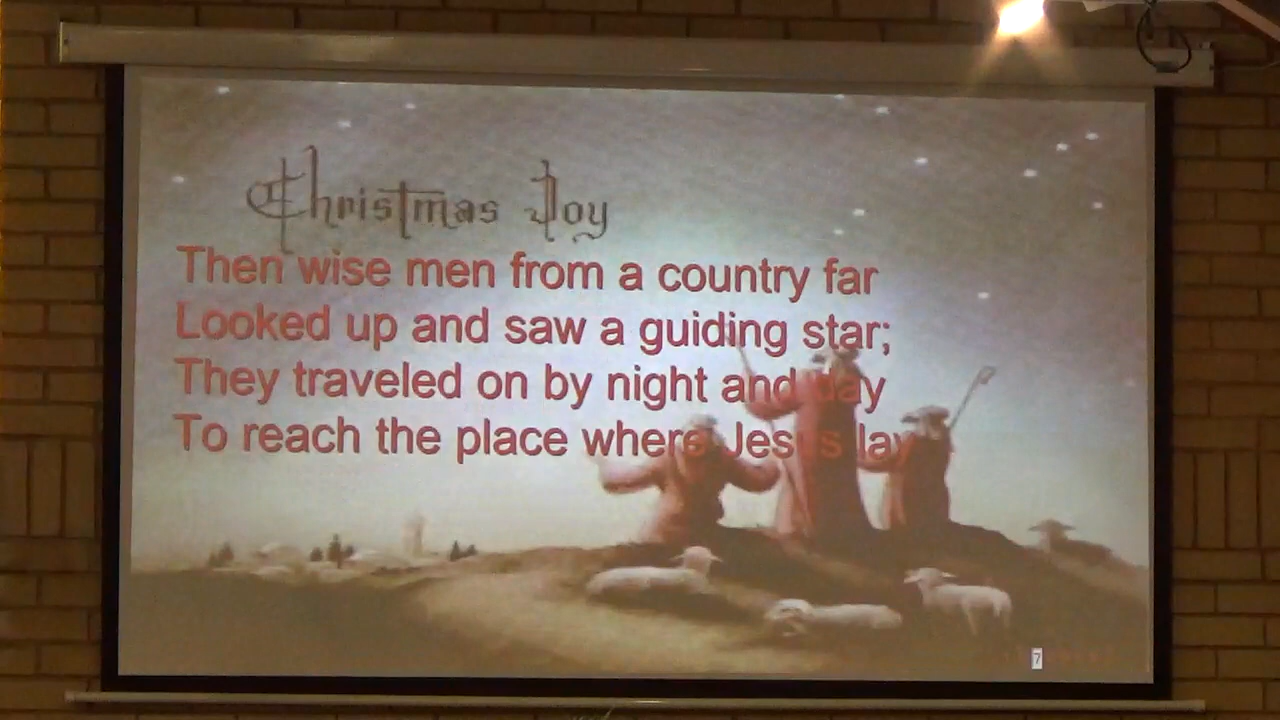 Christmas Joy
Then wise men from a country far
Looked up and saw a guiding star;
They traveled on by night and day
To reach the place where Jesus lay
7